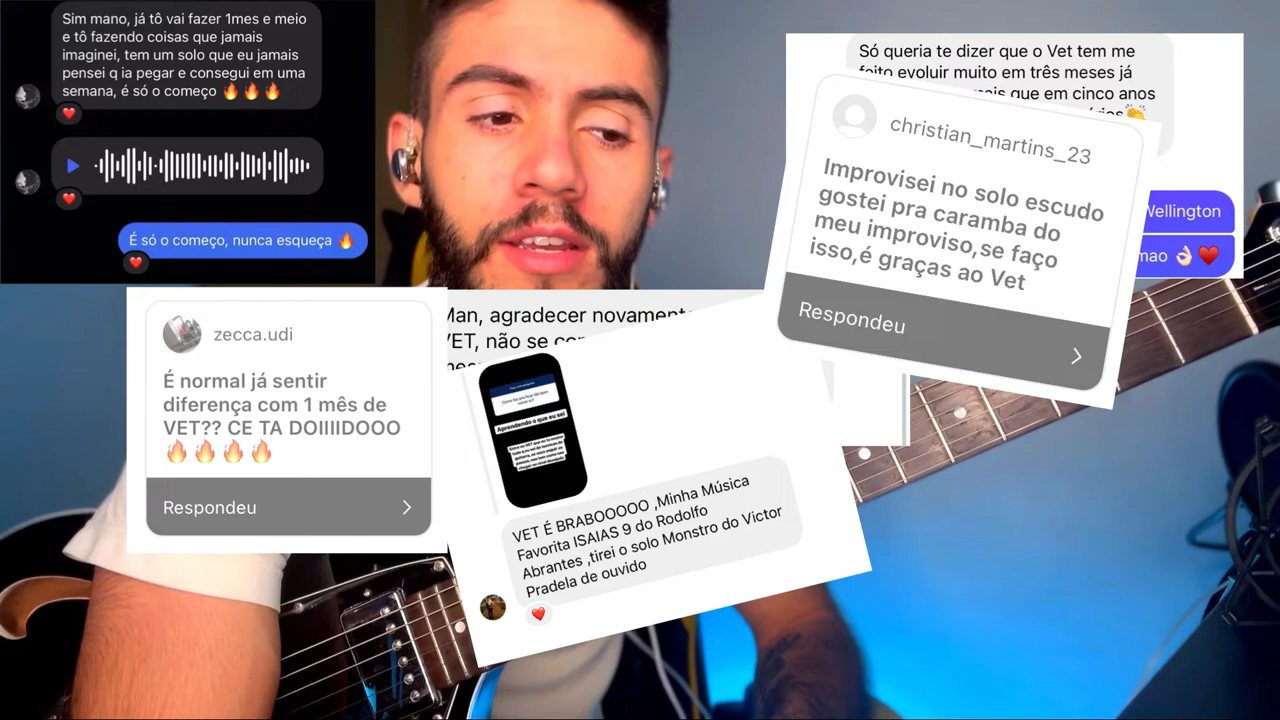 Sim mano, já tô vai fazer 1mes e meio
e tô fazendo coisas que jamais
imaginei, tem um solo que eu jamais
pensei q ia pegar e consegui em uma
semana, é só o começo 🔥🔥🔥
É só o começo, nunca esqueça 🔥
Só queria te dizer que o Vet tem me
feito evoluir muito em três meses já
mais que em cinco anos
Wellington
👌🏻♥️
christian_martins_23
Improvisei no solo escudo
gostei pra caramba do
meu improviso,se faço
isso,é graças ao Vet
Respondeu
zecca.udi
É normal já sentir
diferença com 1 mês de
VET?? CE TA DOIIIIDOOO
🔥🔥🔥🔥
Respondeu
Man, agradecer novamente
VET, não se
Aprendendo o que eu sei
VET É BRABOOOOO ,Minha Música
Favorita ISAIAS 9 do Rodolfo
Abrantes ,tirei o solo Monstro do Victor
Pradela de ouvido